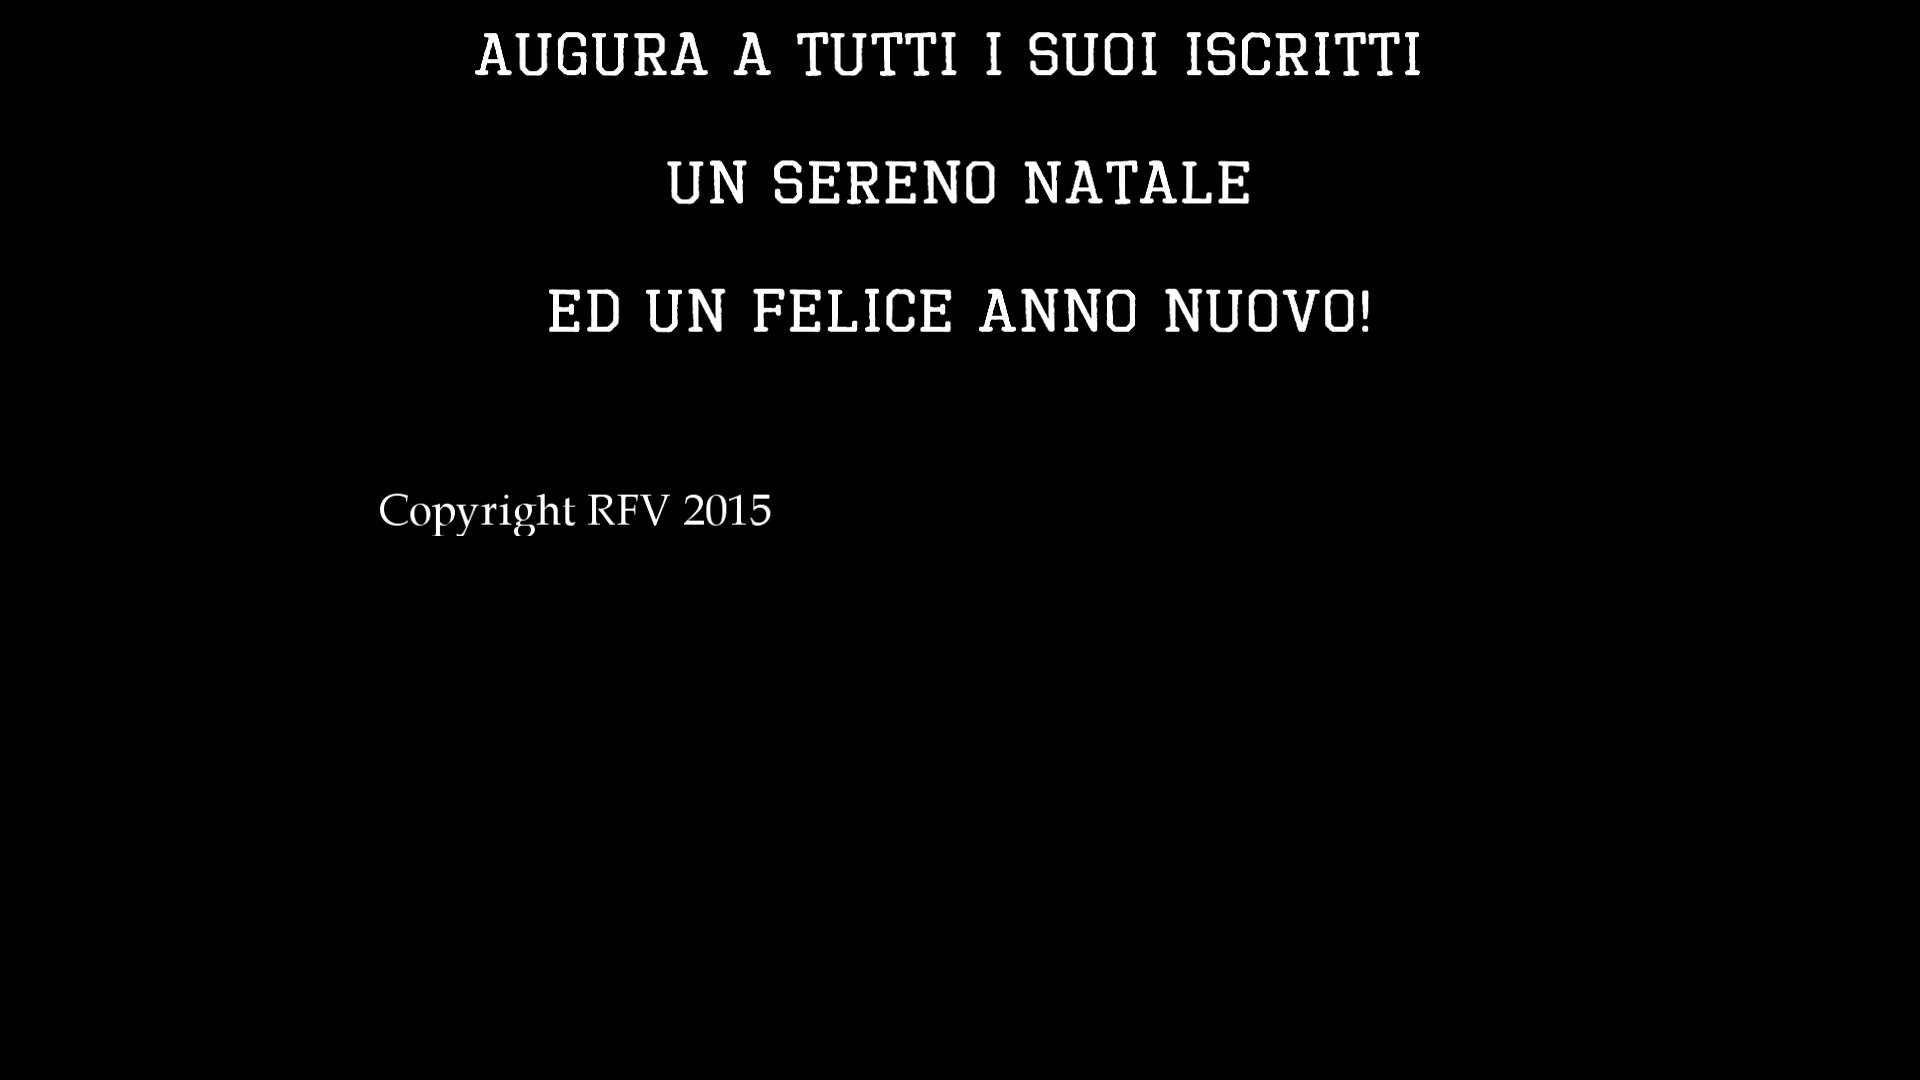 AUGURA A TUTTI I SUOI ISCRITTI
UN SERENO NATALE
ED UN FELICE ANNO NUOVO!
Copyright RFV 2015